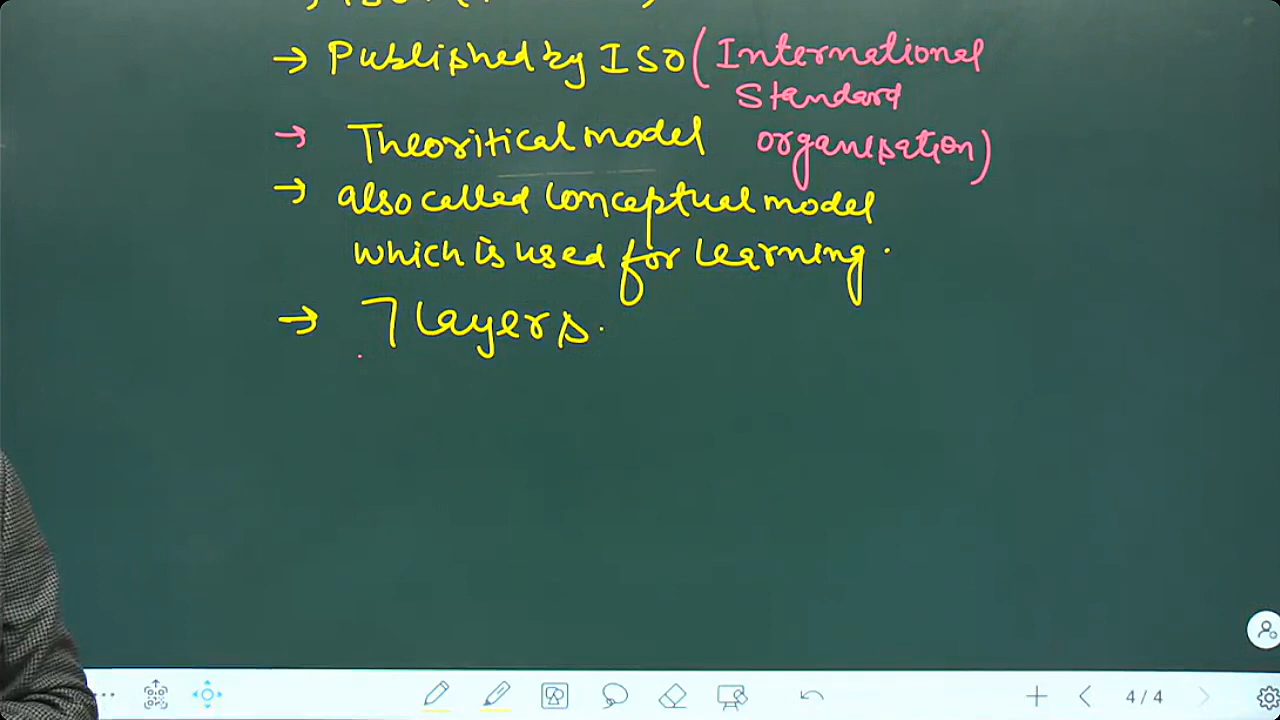 → Published by ISO (International
Standard
→ Theoritical model organisation)
→ also called conceptual model
which is used for learning.
→ 7 layers.
4/4